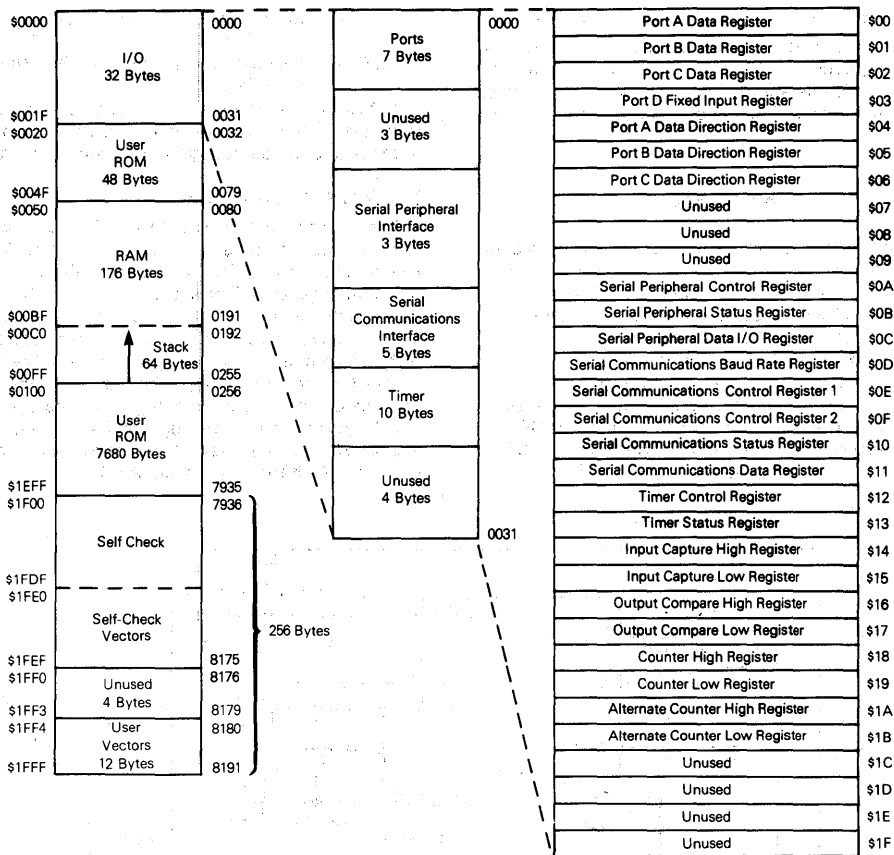 $0000
I/O
32 Bytes
0000
$001F
0031
$0020
0032
User
ROM
48 Bytes
$004F
0079
$0050
0080
RAM
176 Bytes
$00BF
0191
$00C0
0192
Stack
64 Bytes
$00FF
0255
$0100
0256
User
ROM
7680 Bytes
$1EFF
7935
$1F00
7936
Self Check
$1FDF
$1FE0
Self-Check
Vectors
256 Bytes
$1FEF
8175
$1FF0
8176
Unused
4 Bytes
$1FF3
8179
$1FF4
8180
User
Vectors
12 Bytes
$1FFF
8191
0000
Ports
7 Bytes
Unused
3 Bytes
Serial Peripheral
Interface
3 Bytes
Serial
Communications
Interface
5 Bytes
Timer
10 Bytes
Unused
4 Bytes
0031
Port A Data Register $00
Port B Data Register $01
Port C Data Register $02
Port D Fixed Input Register $03
Port A Data Direction Register $04
Port B Data Direction Register $05
Port C Data Direction Register $06
Unused $07
Unused $08
Unused $09
Serial Peripheral Control Register $0A
Serial Peripheral Status Register $0B
Serial Peripheral Data I/O Register $0C
Serial Communications Baud Rate Register $0D
Serial Communications Control Register 1 $0E
Serial Communications Control Register 2 $0F
Serial Communications Status Register $10
Serial Communications Data Register $11
Timer Control Register $12
Timer Status Register $13
Input Capture High Register $14
Input Capture Low Register $15
Output Compare High Register $16
Output Compare Low Register $17
Counter High Register $18
Counter Low Register $19
Alternate Counter High Register $1A
Alternate Counter Low Register $1B
Unused $1C
Unused $1D
Unused $1E
Unused $1F